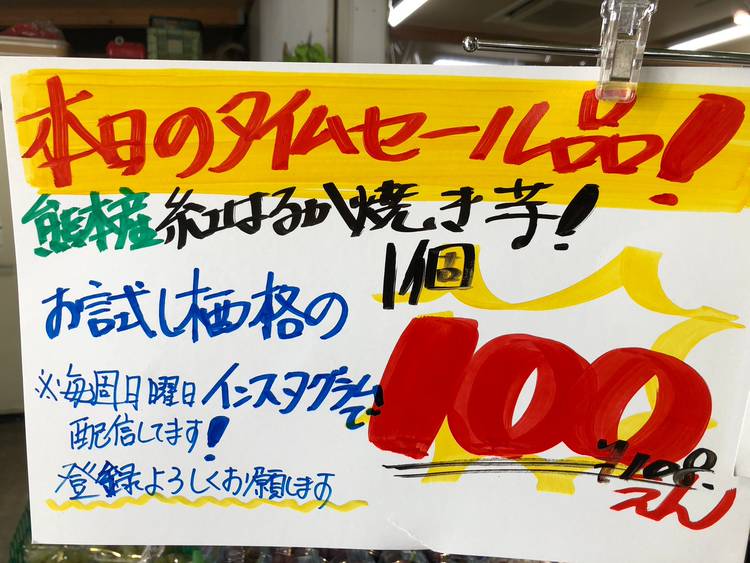 本日のタイムセール品!
熊本産紅はるか焼き芋!
1個
お試し価格の
100
えん
※毎週日曜日インスタグラムで
配信してます!
登録よろしくお願します